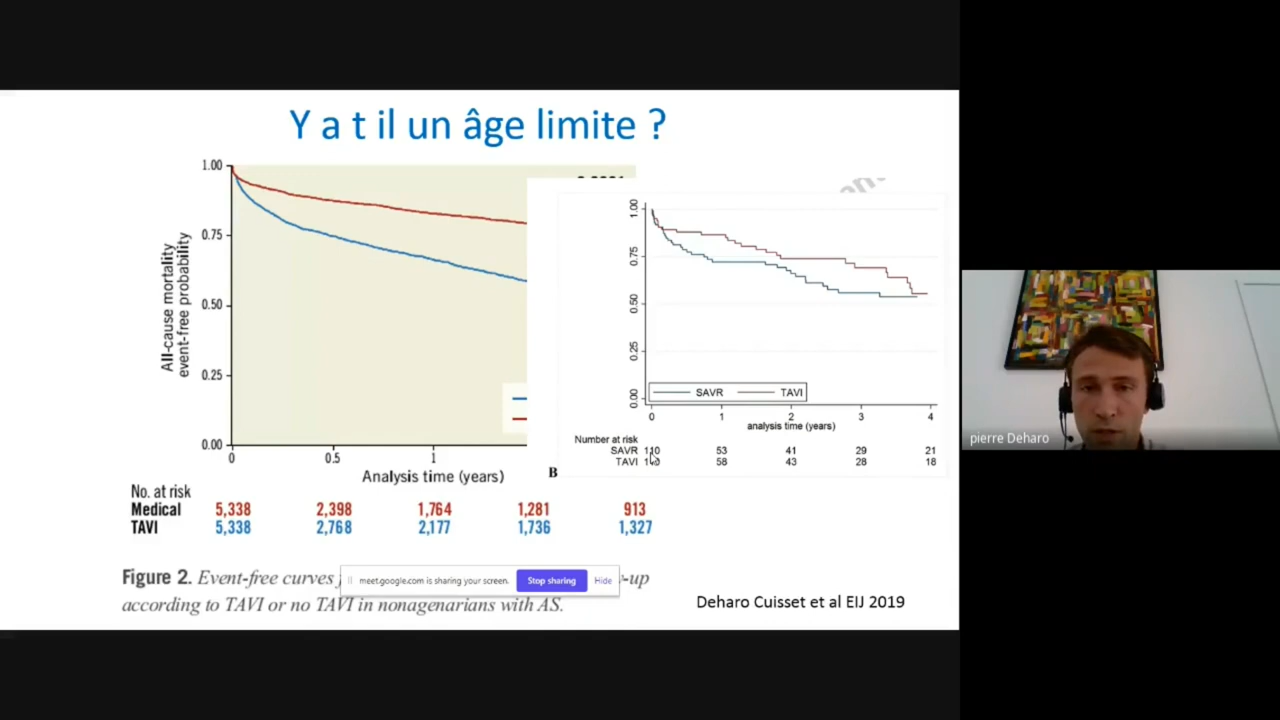 Y a t il un âge limite ?
1.00
0.75
0.50
0.25
0.00
All-cause mortality
event-free probability
0
0.5
1
Analysis time (years)
No. at risk
Medical 5,338 2,398 1,764 1,281 913
TAVI 5,338 2,768 2,177 1,736 1,327
Figure 2. Event-free curves
-up
according to TAVI or no TAVI in nonagenarians with AS.
meet.google.com is sharing your screen. Stop sharing Hide
1.00
0.75
0.50
0.25
0.00
SAVR TAVI
0 1 2 3 4
analysis time (years)
Number at risk
SAVR 110 53 41 29 21
TAVI 58 43 28 18
B
Deharo Cuisset et al EIJ 2019
pierre Deharo